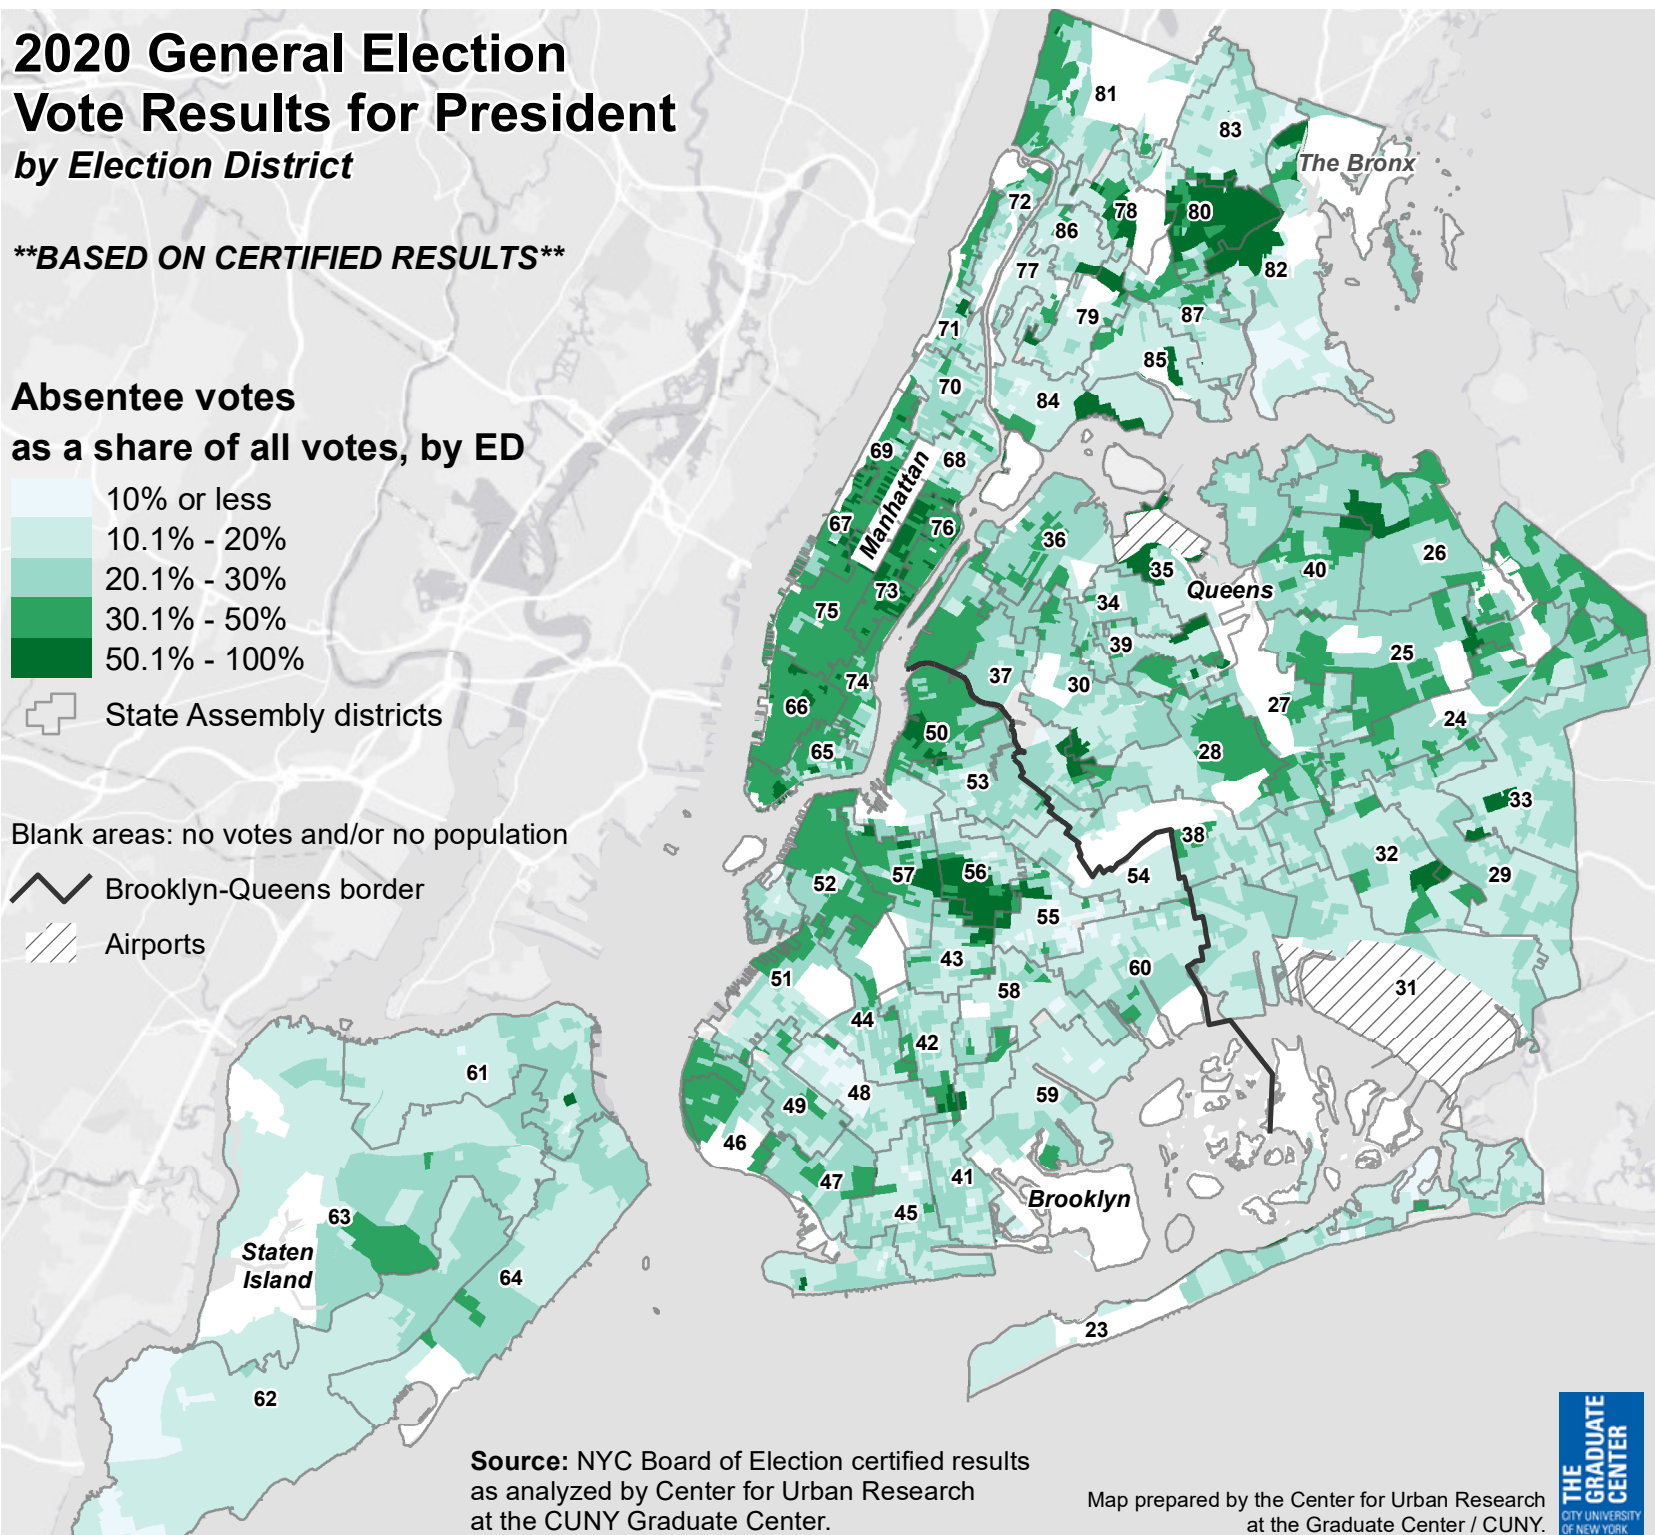 2020 General Election
Vote Results for President
by Election District
**BASED ON CERTIFIED RESULTS**
Absentee votes
as a share of all votes, by ED
10% or less
10.1% - 20%
20.1% - 30%
30.1% - 50%
50.1% - 100%
State Assembly districts
Blank areas: no votes and/or no population
Brooklyn-Queens border
Airports
81
83
The Bronx
72
78
80
86
77
82
79
87
71
85
70
84
69
68
Manhattan
67
76
36
26
35
40
Queens
73
34
75
39
25
37
30
74
27
66
24
50
28
65
53
33
38
32
56
57
54
29
52
55
43
60
51
58
31
44
42
61
48
59
49
46
47
41
Brooklyn
45
63
Staten
Island
64
23
62
Source: NYC Board of Election certified results
as analyzed by Center for Urban Research
at the CUNY Graduate Center.
Map prepared by the Center for Urban Research
at the Graduate Center / CUNY.
THE
GRADUATE
CENTER
CITY UNIVERSITY
OF NEW YORK